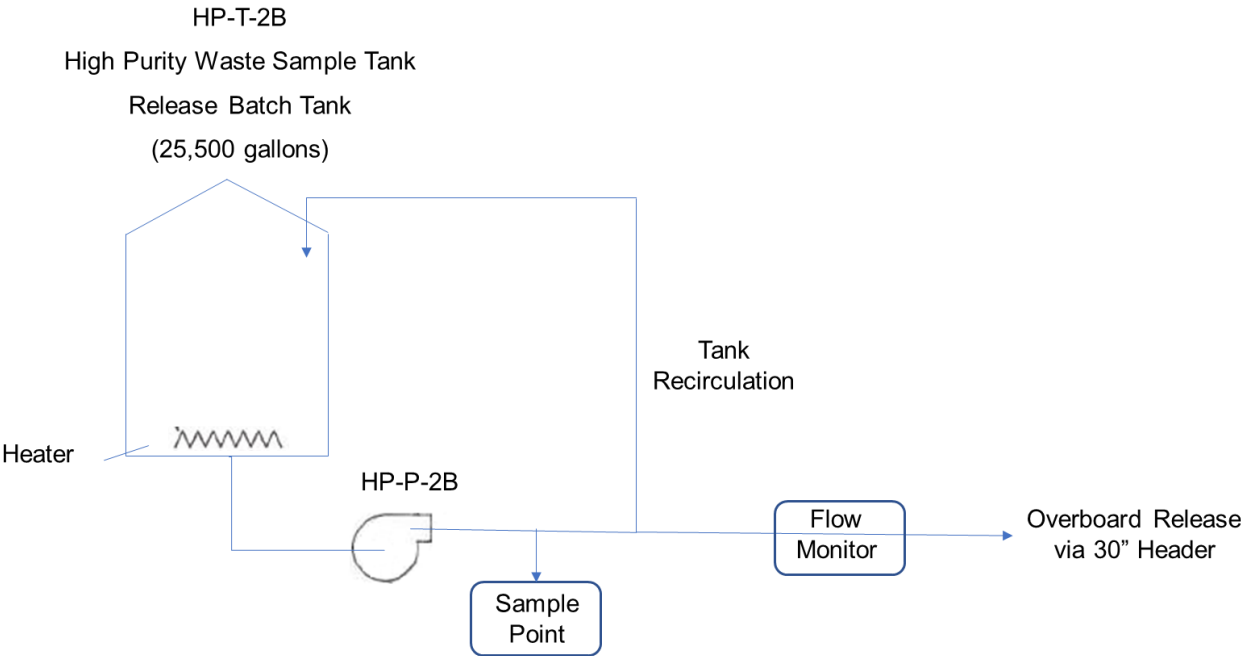 HP-T-2B
High Purity Waste Sample Tank
Release Batch Tank
(25,500 gallons)
Tank
Recirculation
Heater
HP-P-2B
Flow
Monitor
Overboard Release
via 30” Header
Sample
Point